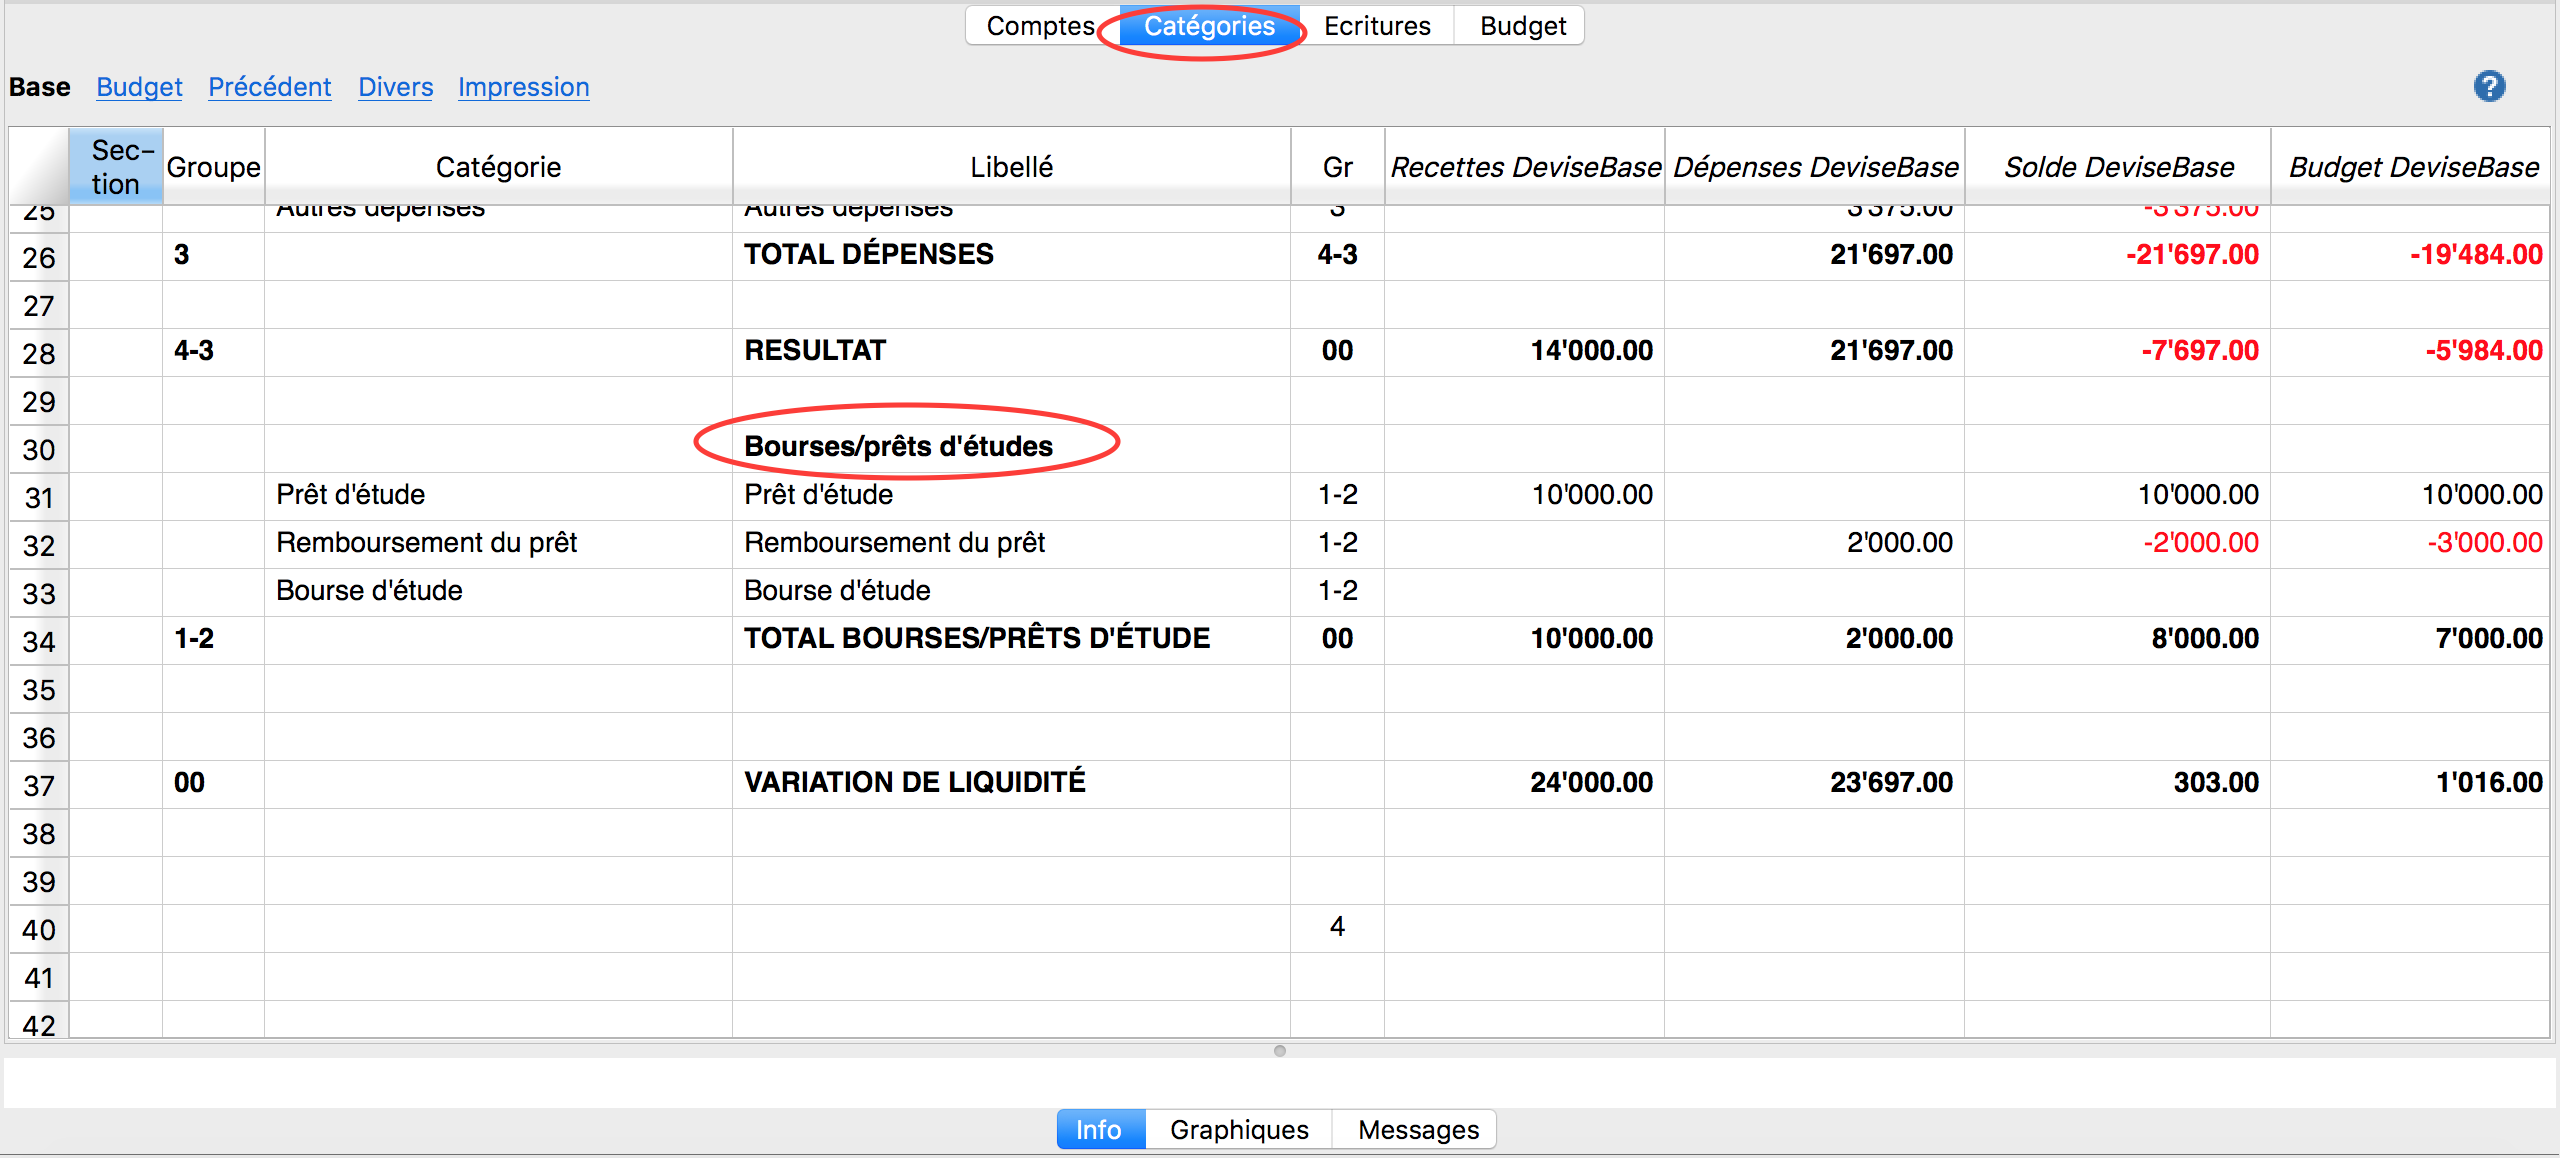 Comptes Catégories Ecritures Budget
Base Budget Précédent Divers Impression ?
Sec-
tion Groupe Catégorie Libellé Gr Recettes DeviseBase Dépenses DeviseBase Solde DeviseBase Budget DeviseBase
25 Autres dépenses Autres dépenses 3 3'375.00 -3'375.00
26 3 TOTAL DÉPENSES 4-3 21'697.00 -21'697.00 -19'484.00
27
28 4-3 RESULTAT 00 14'000.00 21'697.00 -7'697.00 -5'984.00
29
30 Bourses/prêts d'études
31 Prêt d'étude Prêt d'étude 1-2 10'000.00 10'000.00 10'000.00
32 Remboursement du prêt Remboursement du prêt 1-2 2'000.00 -2'000.00 -3'000.00
33 Bourse d'étude Bourse d'étude 1-2
34 1-2 TOTAL BOURSES/PRÊTS D'ÉTUDE 00 10'000.00 2'000.00 8'000.00 7'000.00
35
36
37 00 VARIATION DE LIQUIDITÉ 24'000.00 23'697.00 303.00 1'016.00
38
39
40 4
41
42
Info Graphiques Messages